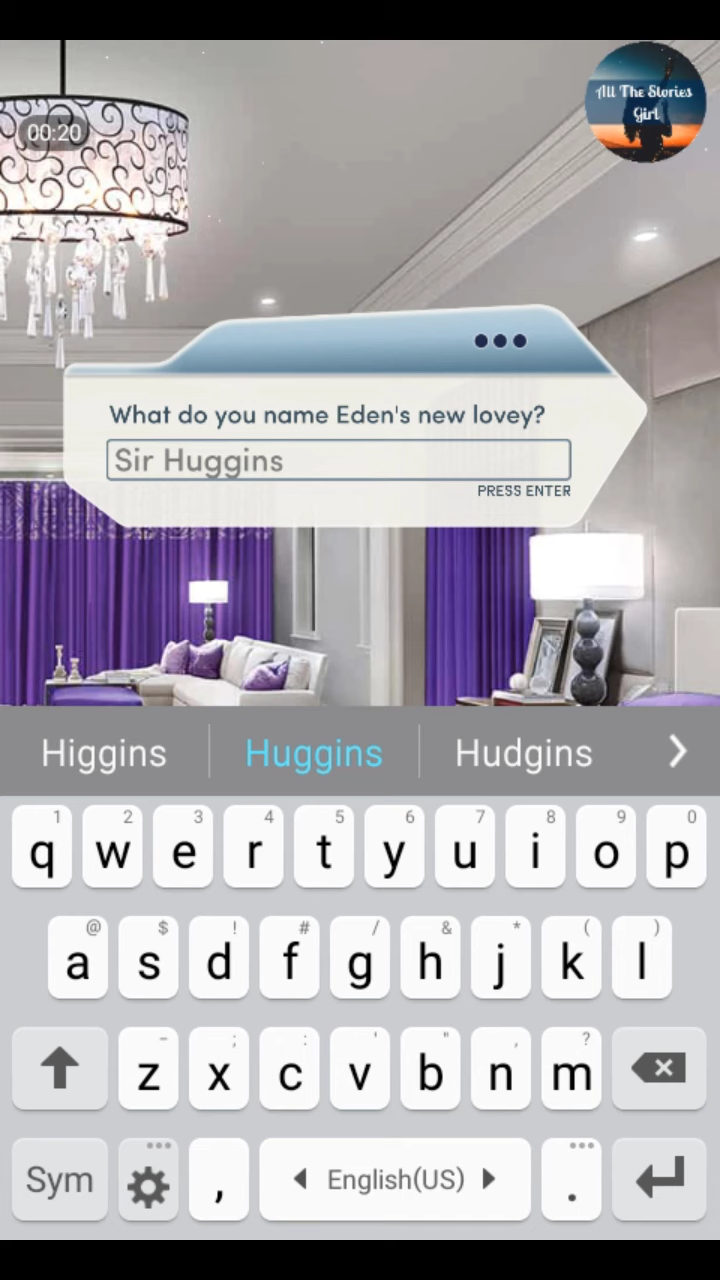 All The Stories
Girl
00:20
•••
What do you name Eden's new lovey?
Sir Huggins
PRESS ENTER
Higgins Huggins Hudgins
1 2 3 4 5 6 7 8 9 0
q w e r t y u i o p
@ $ ! # / & * ( )
a s d f g h j k l
- ; : ' " , ?
z x c v b n m
Sym , English(US) .